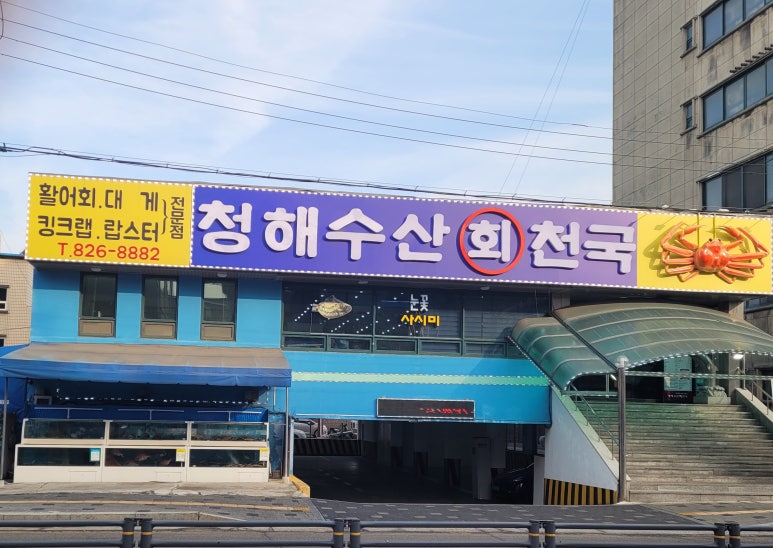 활어회.대 게
킹크랩.랍스터
전문점
T.826-8882
청해수산 회 천국
눈꽃
사시미